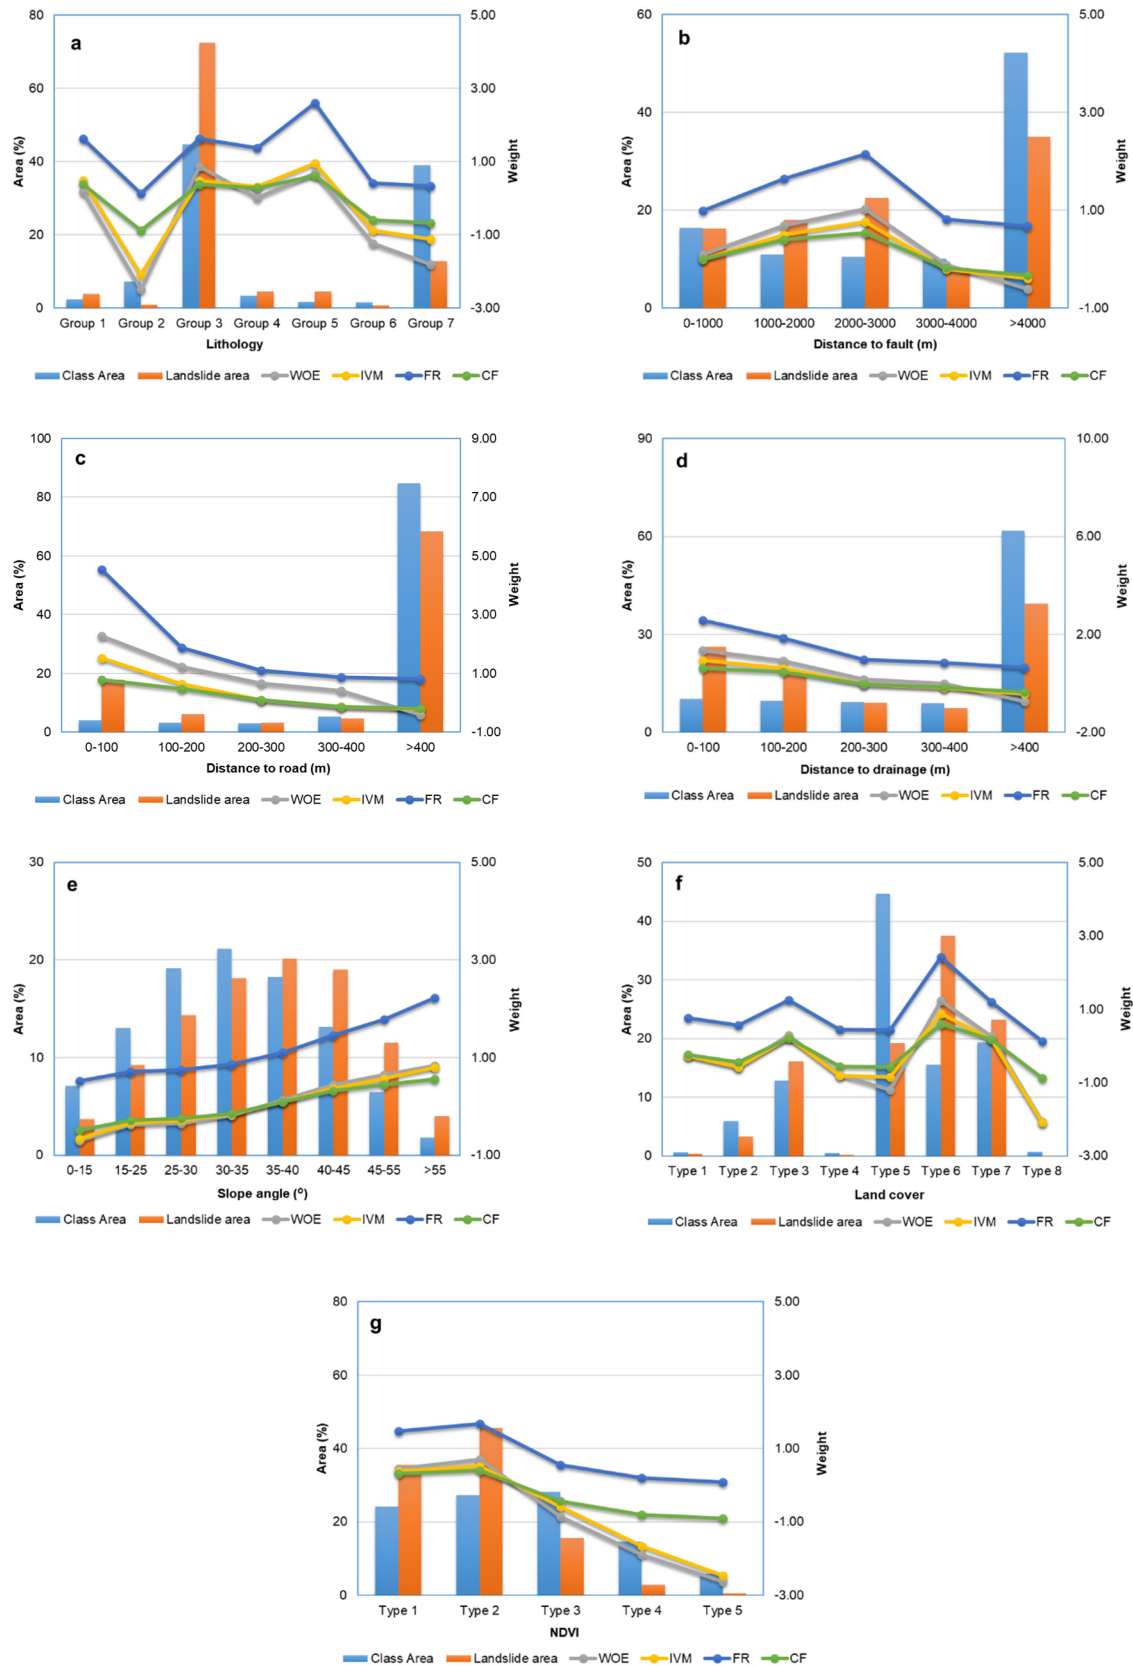 80
60
40
20
0
Area (%)
a
5.00
3.00
1.00
-1.00
-3.00
Weight
Group 1 Group 2 Group 3 Group 4 Group 5 Group 6 Group 7
Lithology
Class Area Landslide area WOE IVM FR CF
60
40
20
0
Area (%)
b
5.00
3.00
1.00
-1.00
Weight
0-1000 1000-2000 2000-3000 3000-4000 >4000
Distance to fault (m)
Class Area Landslide area WOE IVM FR CF
100
80
60
40
20
0
Area (%)
c
9.00
7.00
5.00
3.00
1.00
-1.00
Weight
0-100 100-200 200-300 300-400 >400
Distance to road (m)
Class Area Landslide area WOE IVM FR CF
90
60
30
0
Area (%)
d
10.00
6.00
2.00
-2.00
Weight
0-100 100-200 200-300 300-400 >400
Distance to drainage (m)
Class Area Landslide area WOE IVM FR CF
30
20
10
0
Area (%)
e
5.00
3.00
1.00
-1.00
Weight
0-15 15-25 25-30 30-35 35-40 40-45 45-55 >55
Slope angle (º)
Class Area Landslide area WOE IVM FR CF
50
40
30
20
10
0
Area (%)
f
5.00
3.00
1.00
-1.00
-3.00
Weight
Type 1 Type 2 Type 3 Type 4 Type 5 Type 6 Type 7 Type 8
Land cover
Class Area Landslide area WOE IVM FR CF
80
60
40
20
0
Area (%)
g
5.00
3.00
1.00
-1.00
-3.00
Weight
Type 1 Type 2 Type 3 Type 4 Type 5
NDVI
Class Area Landslide area WOE IVM FR CF